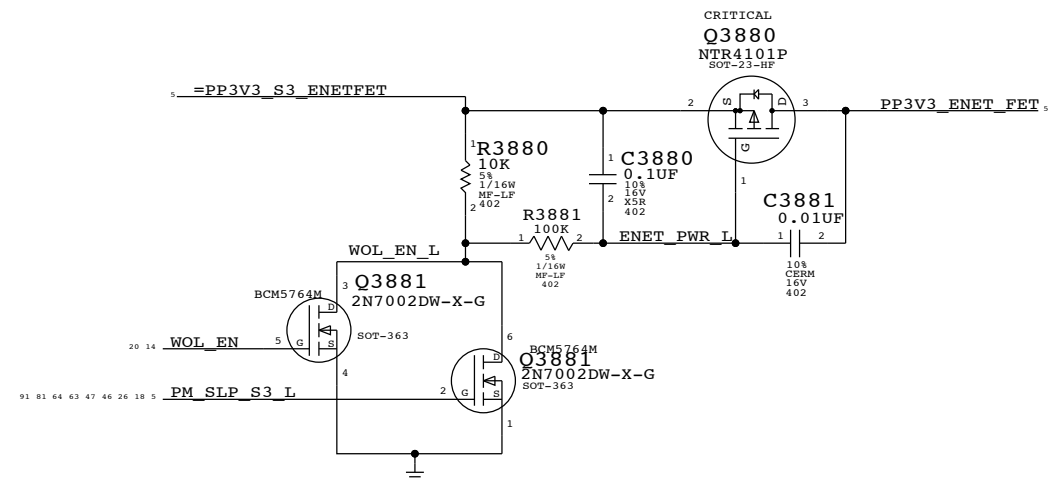 CRITICAL
Q3880
NTR4101P
SOT-23-HF
5 =PP3V3_S3_ENETFET
2 S D 3 PP3V3_ENET_FET 5
G
1
1 R3880
10K
5%
1/16W
MF-LF
402
2
1 C3880
0.1UF
10%
16V
X5R
402
2
C3881
0.01UF
1 2
10%
CERM
16V
402
R3881
100K
1 2
5%
1/16W
MF-LF
402
ENET_PWR_L
WOL_EN_L
3 Q3881
2N7002DW-X-G
BCM5764M
D
SOT-363
20 14 WOL_EN 5 G S
4
6
BCM5764M
D Q3881
2N7002DW-X-G
SOT-363
91 81 64 63 47 46 26 18 5 PM_SLP_S3_L 2 G S
1